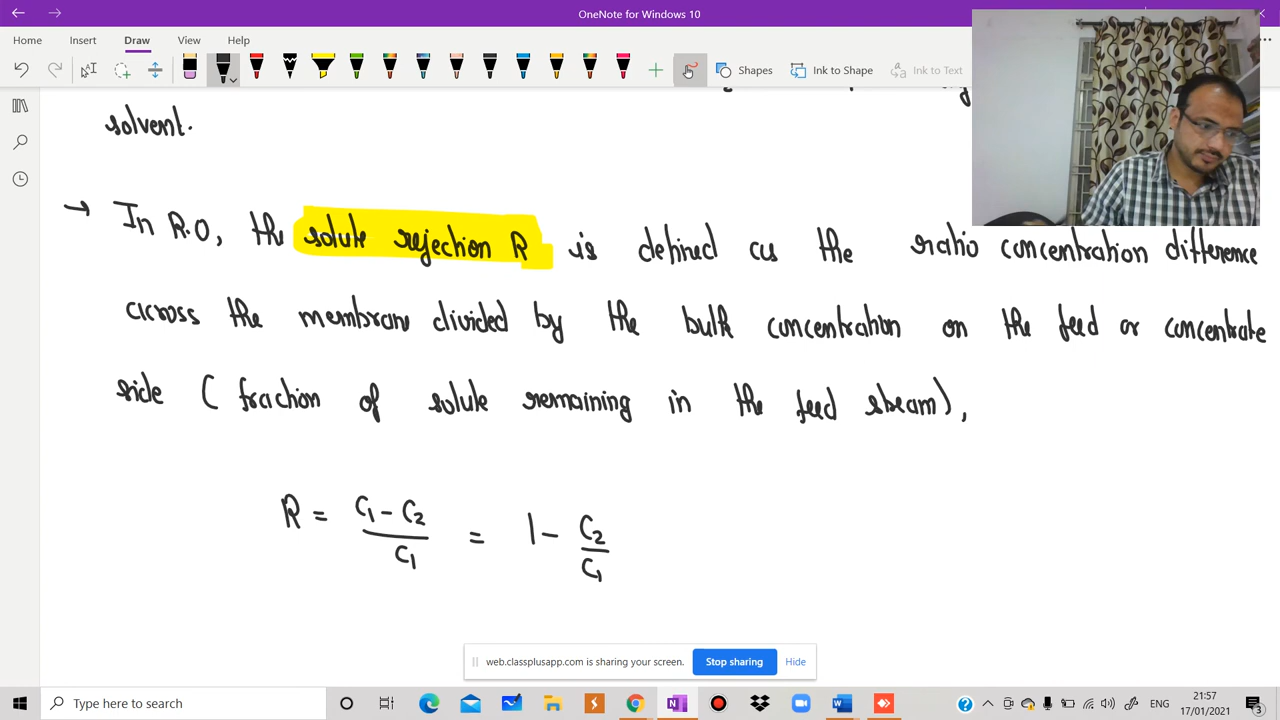 OneNote for Windows 10
Home Insert Draw View Help
Shapes Ink to Shape Ink to Text
solvent.
→ In R.O, the solute rejection R is defined as the ratio concentration difference
across the membrane divided by the bulk concentration on the feed or concentrate
side ( fraction of solute remaining in the feed stream),
R = C1 - C2 / C1 = 1 - C2 / C1
web.classplusapp.com is sharing your screen. Stop sharing Hide
Type here to search
ENG
21:57
17/01/2021
3